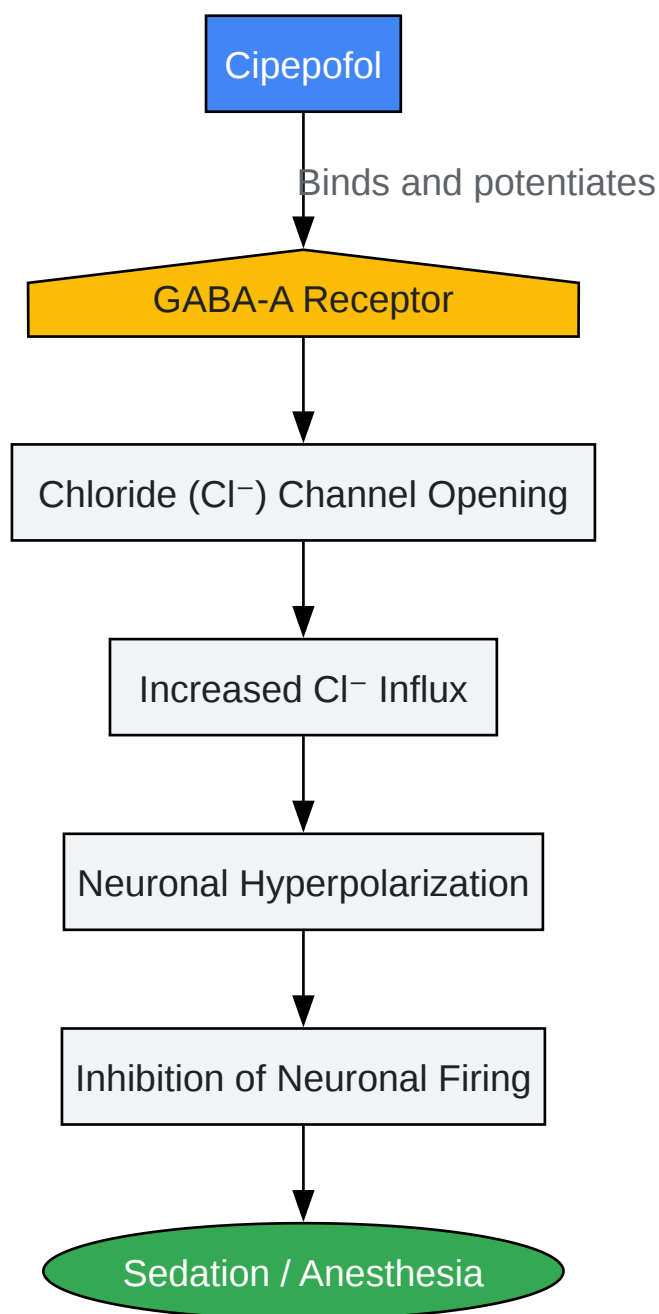 Cipepofol
Binds and potentiates
GABA-A Receptor
Chloride (Cl⁻) Channel Opening
Increased Cl⁻ Influx
Neuronal Hyperpolarization
Inhibition of Neuronal Firing
Sedation / Anesthesia